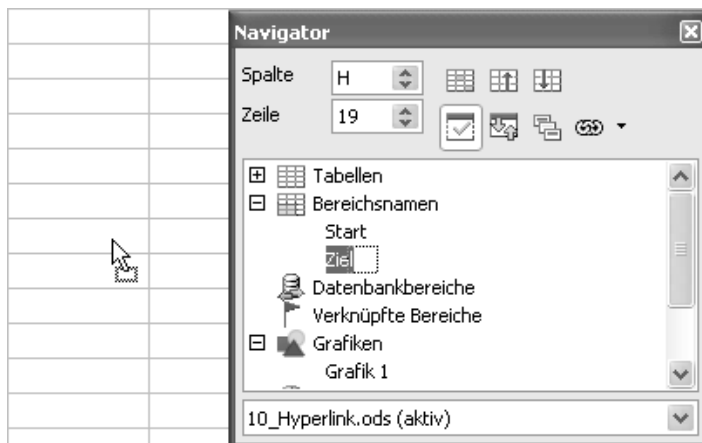 Navigator
Spalte H
Zeile 19
Tabellen
Bereichsnamen
Start
Ziel
Datenbankbereiche
Verknüpfte Bereiche
Grafiken
Grafik 1
10_Hyperlink.ods (aktiv)